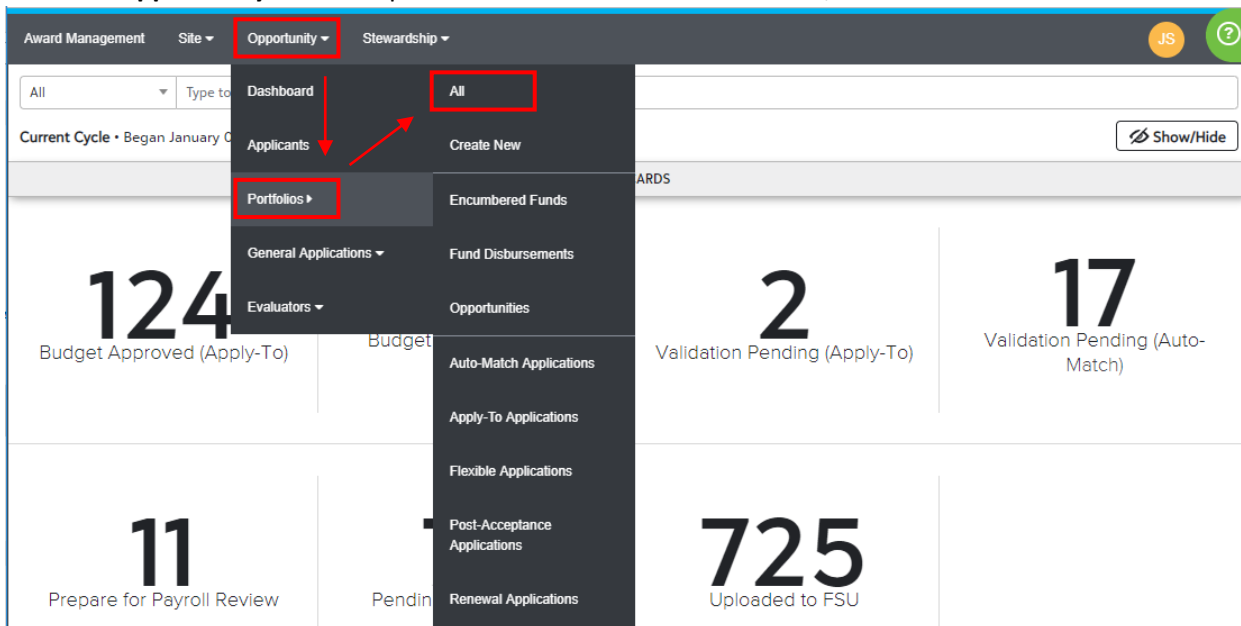 Award Management Site Opportunity Stewardship JS ?
All Type to Dashboard All
Current Cycle • Began January 0 Applicants Create New Show/Hide
Portfolios Encumbered Funds ARDS
General Applications Fund Disbursements
Evaluators Opportunities
124 2 17
Budget Approved (Apply-To) Budget Validation Pending (Apply-To) Validation Pending (Auto-
Match)
Auto-Match Applications
Apply-To Applications
Flexible Applications
Post-Acceptance
Applications
11 725
Prepare for Payroll Review Pendin Renewal Applications Uploaded to FSU